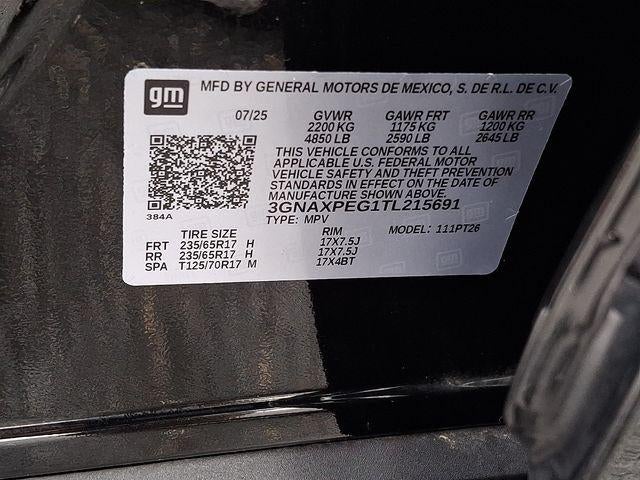 gm MFD BY GENERAL MOTORS DE MEXICO, S. DE R.L. DE C.V.
07/25 GVWR GAWR FRT GAWR RR
2200 KG 1175 KG 1200 KG
4850 LB 2590 LB 2645 LB
THIS VEHICLE CONFORMS TO ALL
APPLICABLE U.S. FEDERAL MOTOR
VEHICLE SAFETY AND THEFT PREVENTION
STANDARDS IN EFFECT ON THE DATE OF
MANUFACTURE SHOWN ABOVE.
3GNAXPEG1TL215691
384A TYPE: MPV MODEL: 111PT26
TIRE SIZE RIM
FRT 235/65R17 H 17X7.5J
RR 235/65R17 H 17X7.5J
SPA T125/70R17 M 17X4BT